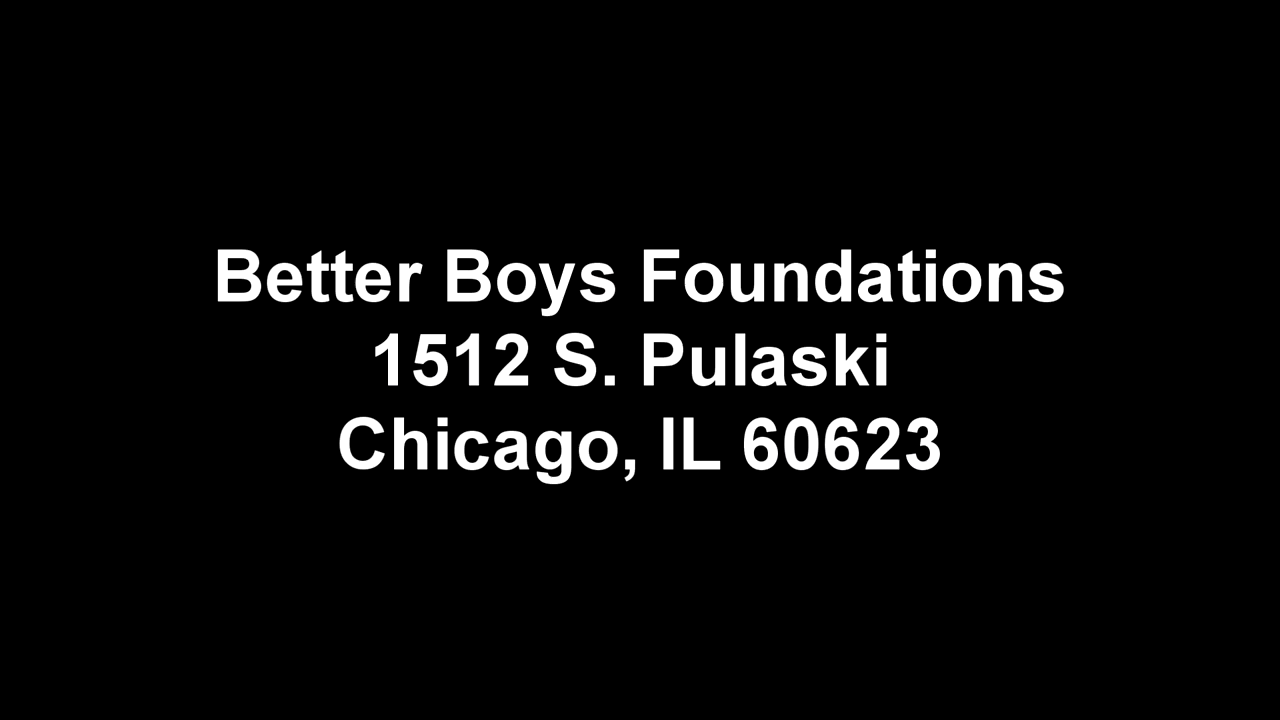 Better Boys Foundations
1512 S. Pulaski
Chicago, IL 60623